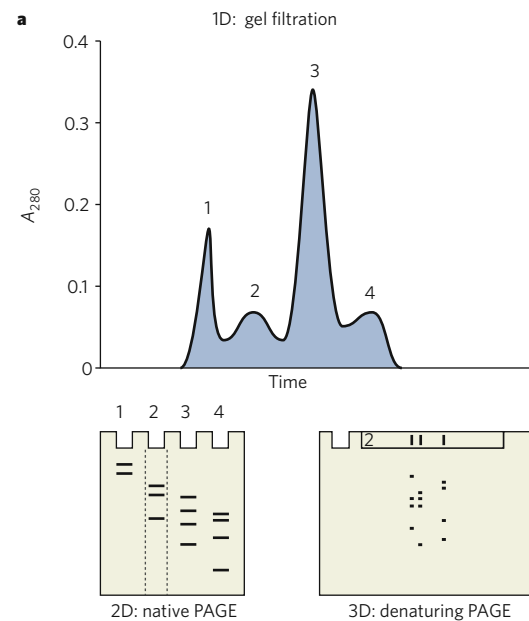 a
1D: gel filtration
0.4
0.3
0.2
0.1
0
A280
1
2
3
4
Time
1 2 3 4
2
2D: native PAGE
3D: denaturing PAGE